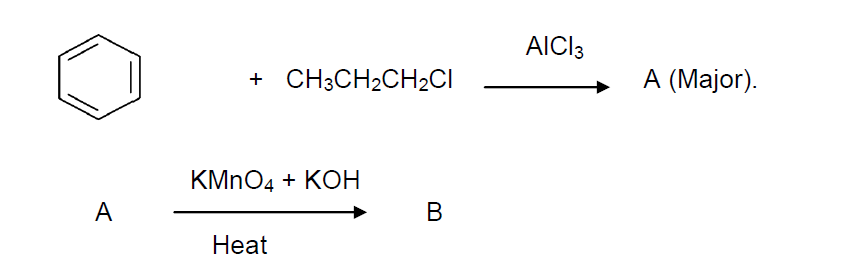 AlCl₃
+ CH₃CH₂CH₂Cl A (Major).
KMnO₄ + KOH
A B
Heat